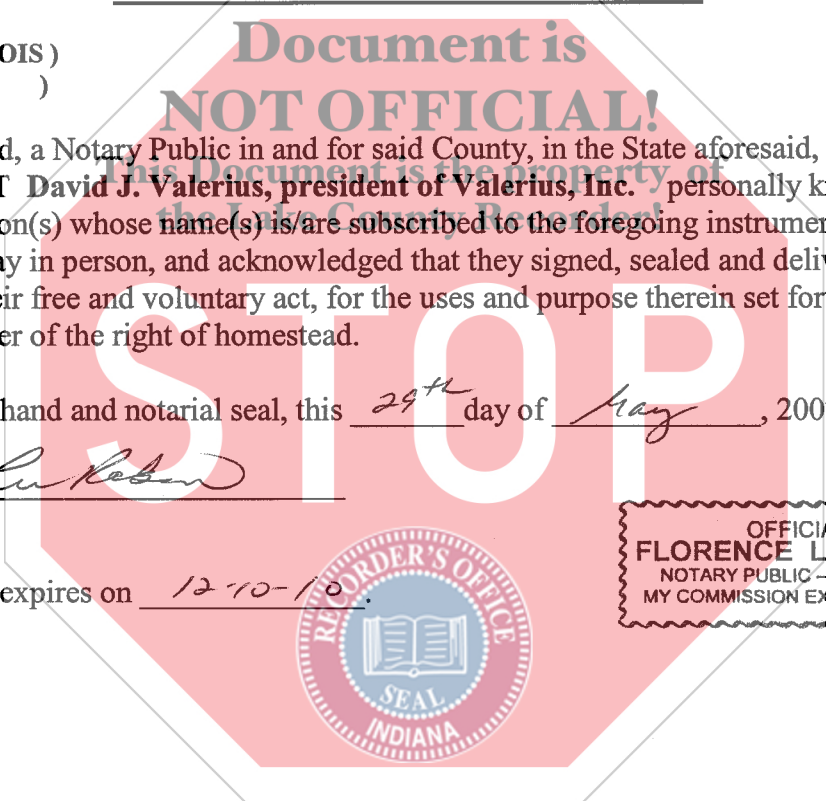 Document is
OIS )
)
NOT OFFICIAL!
d, a Notary Public in and for said County, in the State aforesaid,
This Document is the property of
T David J. Valerius, president of Valerius, Inc. personally k
the Lake County Recorder!
on(s) whose name(s) is/are subscribed to the foregoing instrumen
y in person, and acknowledged that they signed, sealed and deliv
eir free and voluntary act, for the uses and purpose therein set for
er of the right of homestead.
STOP
hand and notarial seal, this 29th day of May, 200
OFFICIA
FLORENCE L
NOTARY PUBLIC –
MY COMMISSION EX
expires on 12-10-10.
RECORDER'S OFFICE
SEAL
INDIANA